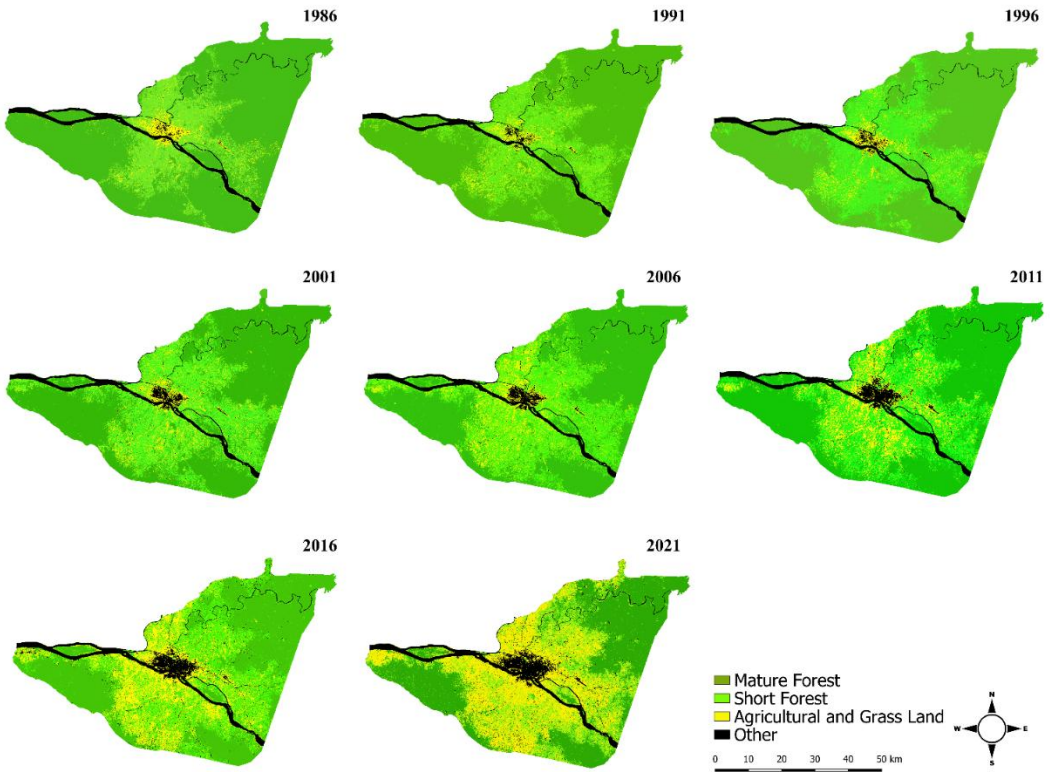 1986
1991
1996
2001
2006
2011
2016
2021
Mature Forest
Short Forest
Agricultural and Grass Land
Other
0 10 20 30 40 50 km
N
W E
S